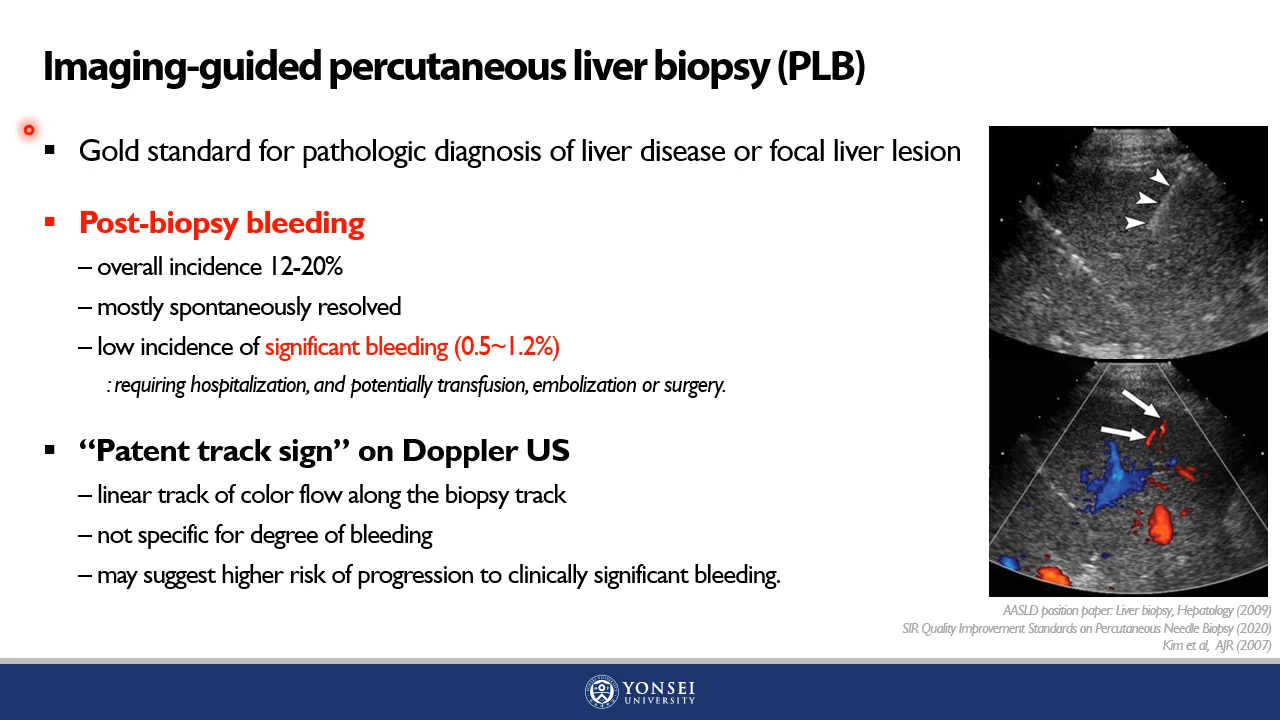 Imaging-guided percutaneous liver biopsy (PLB)
▪ Gold standard for pathologic diagnosis of liver disease or focal liver lesion
▪ Post-biopsy bleeding
– overall incidence 12-20%
– mostly spontaneously resolved
– low incidence of significant bleeding (0.5~1.2%)
: requiring hospitalization, and potentially transfusion, embolization or surgery.
▪ “Patent track sign” on Doppler US
– linear track of color flow along the biopsy track
– not specific for degree of bleeding
– may suggest higher risk of progression to clinically significant bleeding.
AASLD position paper: Liver biopsy, Hepatology (2009)
SIR Quality Improvement Standards on Percutaneous Needle Biopsy (2020)
Kim et al, AJR (2007)
YONSEI
UNIVERSITY